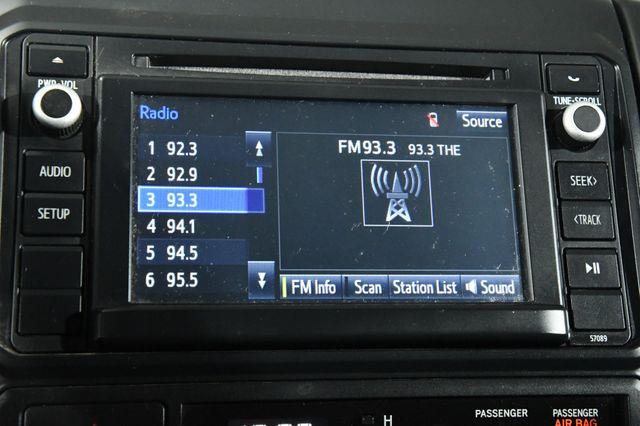 PWR·VOL
TUNE·SCROLL
Radio
Source
1 92.3
2 92.9
3 93.3
4 94.1
5 94.5
6 95.5
FM93.3 93.3 THE
FM Info
Scan
Station List
Sound
AUDIO
SETUP
SEEK>
<TRACK
57089
H
PASSENGER
PASSENGER
AIR BAG